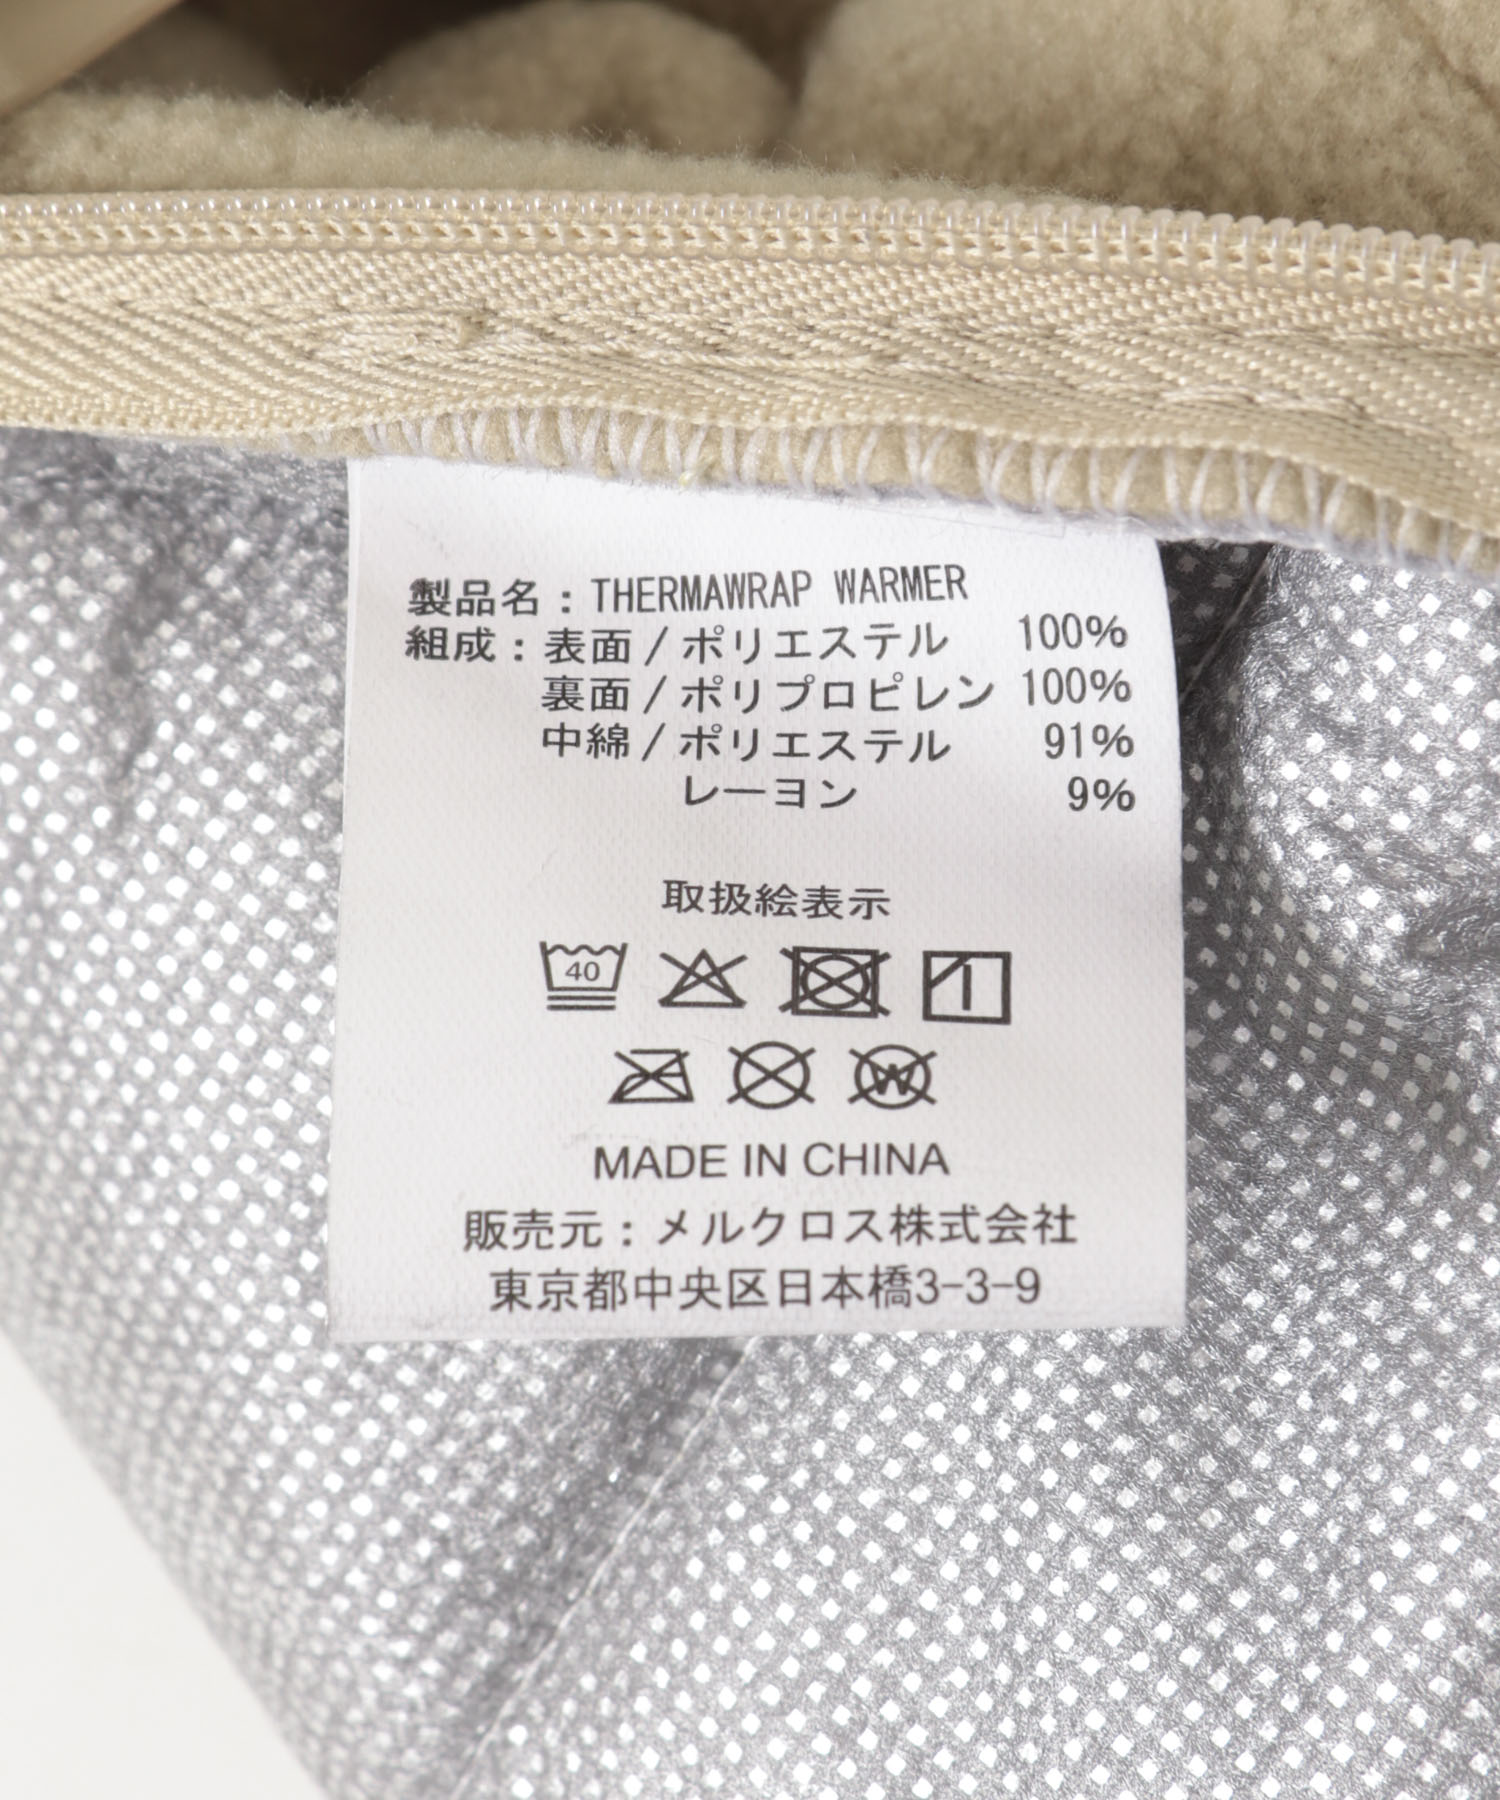 製品名：THERMAWRAP WARMER
組成：表面/ポリエステル 100%
裏面/ポリプロピレン 100%
中綿/ポリエステル 91%
レーヨン 9%
取扱絵表示
40
W
MADE IN CHINA
販売元：メルクロス株式会社
東京都中央区日本橋3-3-9